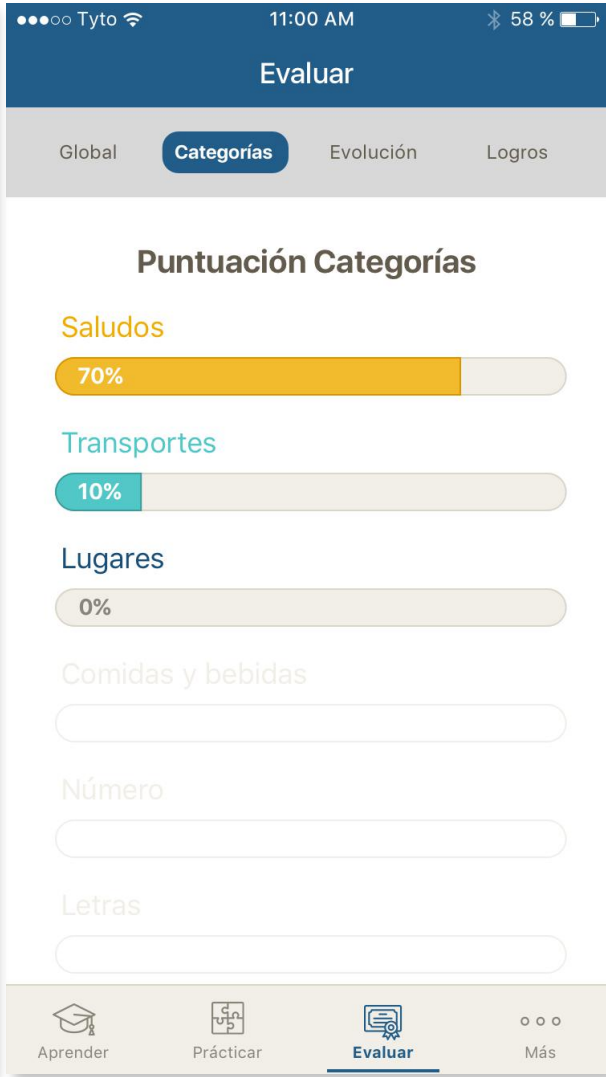 Tyto 11:00 AM 58 %
Evaluar
Global Categorías Evolución Logros
Puntuación Categorías
Saludos
70%
Transportes
10%
Lugares
0%
Comidas y bebidas
Número
Letras
Aprender Prácticar Evaluar Más